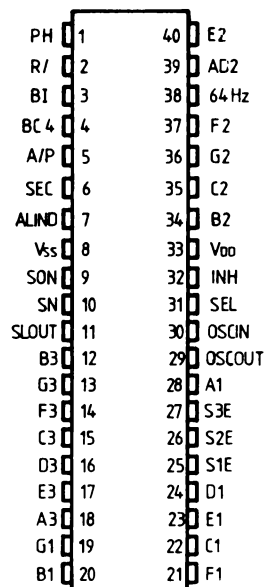 PH 1 40 E2
R/ 2 39 AD2
BI 3 38 64 Hz
BC4 4 37 F2
A/P 5 36 G2
SEC 6 35 C2
ALIND 7 34 B2
Vss 8 33 VDD
SON 9 32 INH
SN 10 31 SEL
SLOUT 11 30 OSCIN
B3 12 29 OSCOUT
G3 13 28 A1
F3 14 27 S3E
C3 15 26 S2E
D3 16 25 S1E
E3 17 24 D1
A3 18 23 E1
G1 19 22 C1
B1 20 21 F1